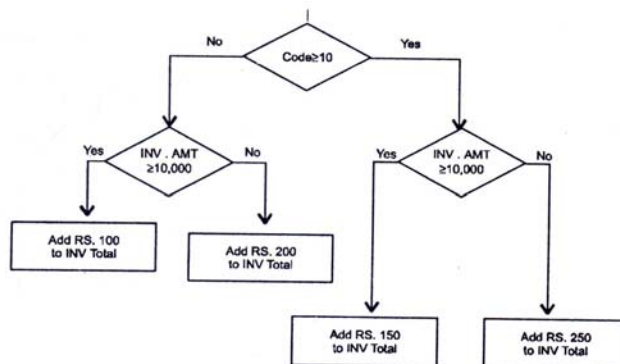 No
Code≥10
Yes
Yes
INV . AMT
≥10,000
No
Yes
INV . AMT
≥10,000
No
Add RS. 100
to INV Total
Add RS. 200
to INV Total
Add RS. 150
to INV Total
Add RS. 250
to INV Total